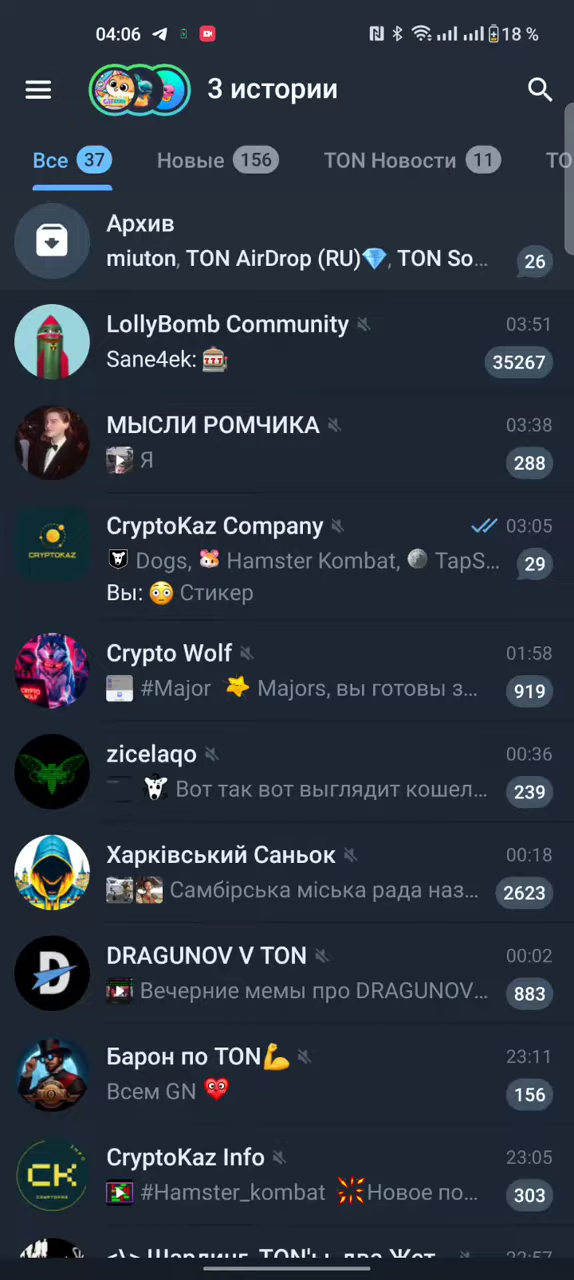 04:06
18 %
3 истории
Все 37 Новые 156 TON Новости 11 TO
Архив
miuton, TON AirDrop (RU)💎, TON So…
26
LollyBomb Community 03:51
Sane4ek: 🎰 35267
МЫСЛИ РОМЧИКА 03:38
Я 288
CryptoKaz Company 03:05
Dogs, 🐹 Hamster Kombat, TapS… 29
Вы: 😳 Стикер
CRYPTOKAZ
Crypto Wolf 01:58
#Major ⭐ Majors, вы готовы з… 919
zicelaqo 00:36
Вот так вот выглядит кошел… 239
Харківський Саньок 00:18
Самбірська міська рада наз… 2623
DRAGUNOV V TON 00:02
Вечерние мемы про DRAGUNOV… 883
Барон по TON💪 23:11
Всем GN 💖 156
CryptoKaz Info 23:05
CK
#Hamster_kombat 💥Новое по… 303